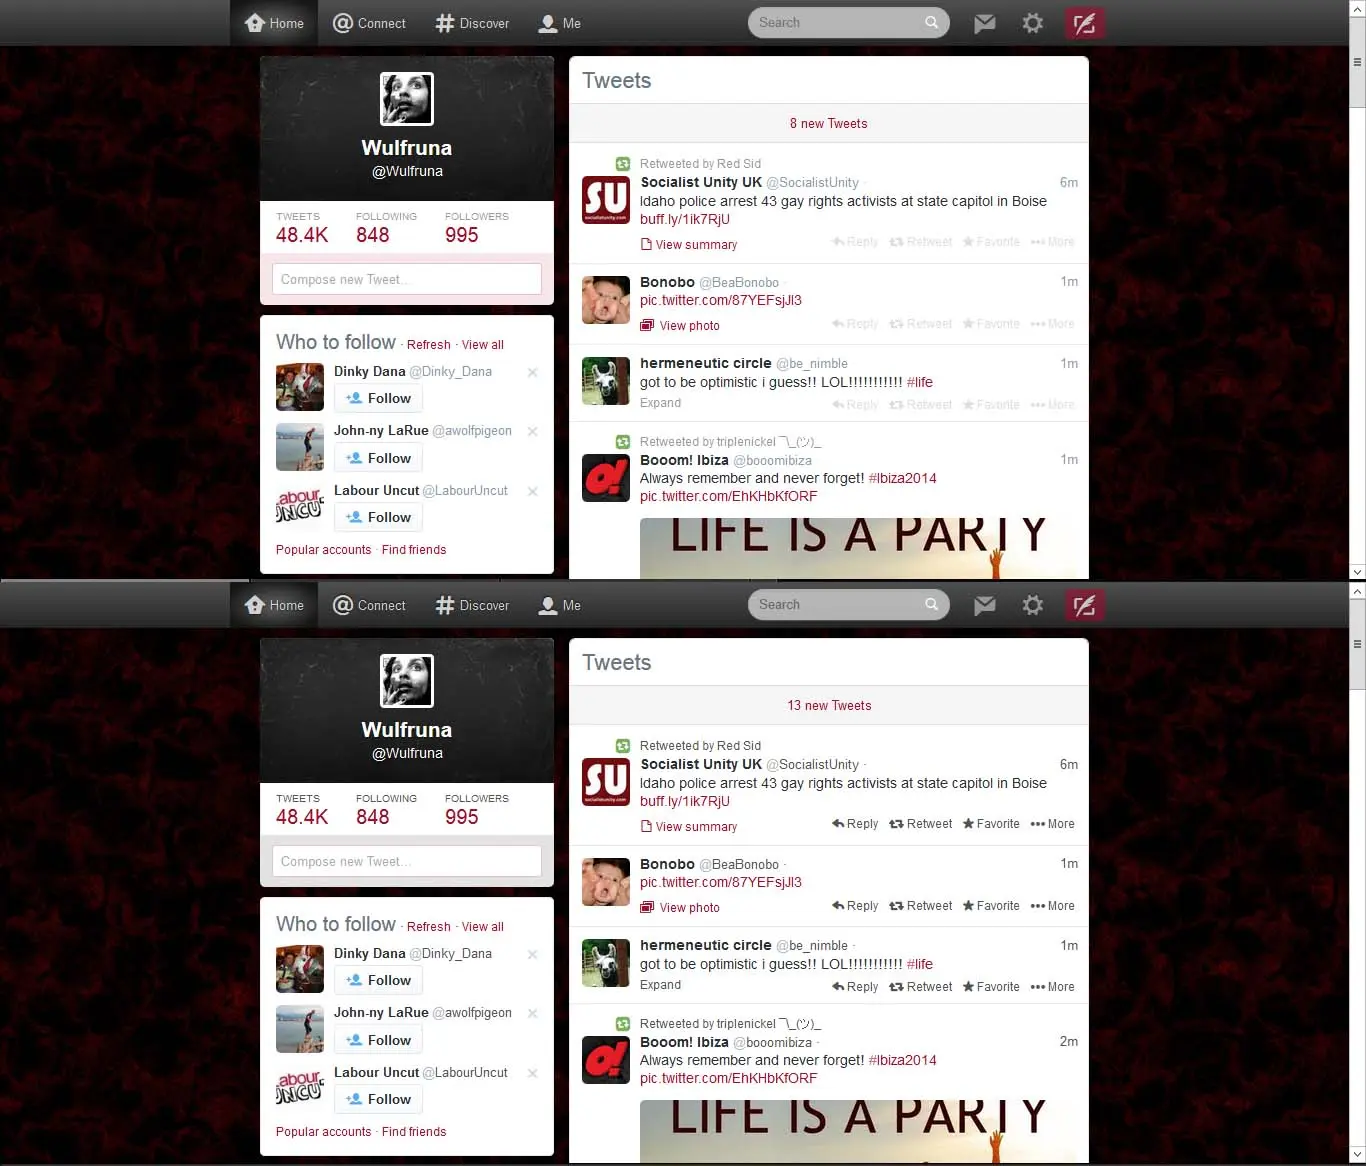 Home Connect Discover Me Search
Wulfruna
@Wulfruna
TWEETS FOLLOWING FOLLOWERS
48.4K 848 995
Compose new Tweet...
Who to follow · Refresh · View all
Dinky Dana @Dinky_Dana
Follow
John-ny LaRue @awolfpigeon
Follow
Labour Uncut @LabourUncut
Follow
Popular accounts · Find friends
Tweets
8 new Tweets
Retweeted by Red Sid
SU
socialistunity.com
Socialist Unity UK @SocialistUnity · 6m
Idaho police arrest 43 gay rights activists at state capitol in Boise
buff.ly/1ik7RjU
View summary Reply Retweet Favorite More
Bonobo @BeaBonobo · 1m
pic.twitter.com/87YEFsjJl3
View photo Reply Retweet Favorite More
hermeneutic circle @be_nimble 1m
got to be optimistic i guess!! LOL!!!!!!!!!!! #life
Expand Reply Retweet Favorite More
Retweeted by triplenickel ¯\_(ツ)_
Booom! Ibiza @booomibiza 1m
Always remember and never forget! #Ibiza2014
pic.twitter.com/EhKHbKfORF
LIFE IS A PARTY
Home Connect Discover Me Search
Wulfruna
@Wulfruna
TWEETS FOLLOWING FOLLOWERS
48.4K 848 995
Compose new Tweet...
Who to follow · Refresh · View all
Dinky Dana @Dinky_Dana
Follow
John-ny LaRue @awolfpigeon
Follow
Labour Uncut @LabourUncut
Follow
Popular accounts · Find friends
Tweets
13 new Tweets
Retweeted by Red Sid
SU
socialistunity.com
Socialist Unity UK @SocialistUnity · 6m
Idaho police arrest 43 gay rights activists at state capitol in Boise
buff.ly/1ik7RjU
View summary Reply Retweet Favorite More
Bonobo @BeaBonobo · 1m
pic.twitter.com/87YEFsjJl3
View photo Reply Retweet Favorite More
hermeneutic circle @be_nimble · 1m
got to be optimistic i guess!! LOL!!!!!!!!!!! #life
Expand Reply Retweet Favorite More
Retweeted by triplenickel ¯\_(ツ)_
Booom! Ibiza @booomibiza · 2m
Always remember and never forget! #Ibiza2014
pic.twitter.com/EhKHbKfORF
LIFE IS A PARTY